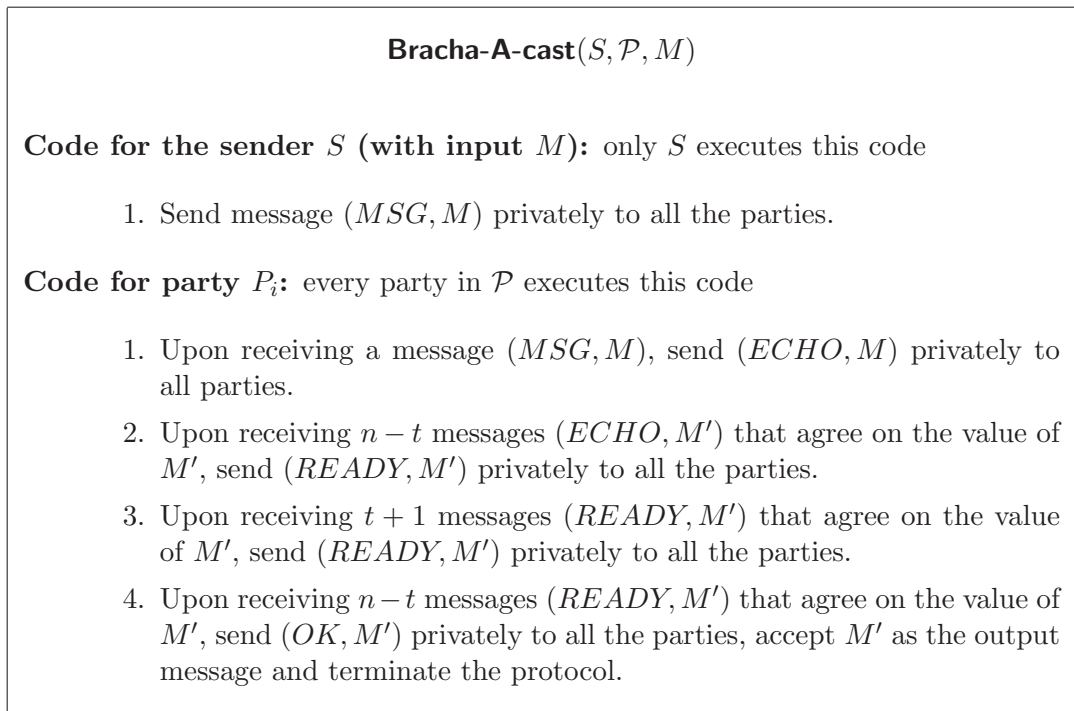 Bracha-A-cast(S, 𝒫, M)
Code for the sender S (with input M): only S executes this code
1. Send message (MSG, M) privately to all the parties.
Code for party P_i: every party in 𝒫 executes this code
1. Upon receiving a message (MSG, M), send (ECHO, M) privately to
all parties.
2. Upon receiving n − t messages (ECHO, M′) that agree on the value of
M′, send (READY, M′) privately to all the parties.
3. Upon receiving t + 1 messages (READY, M′) that agree on the value
of M′, send (READY, M′) privately to all the parties.
4. Upon receiving n − t messages (READY, M′) that agree on the value of
M′, send (OK, M′) privately to all the parties, accept M′ as the output
message and terminate the protocol.